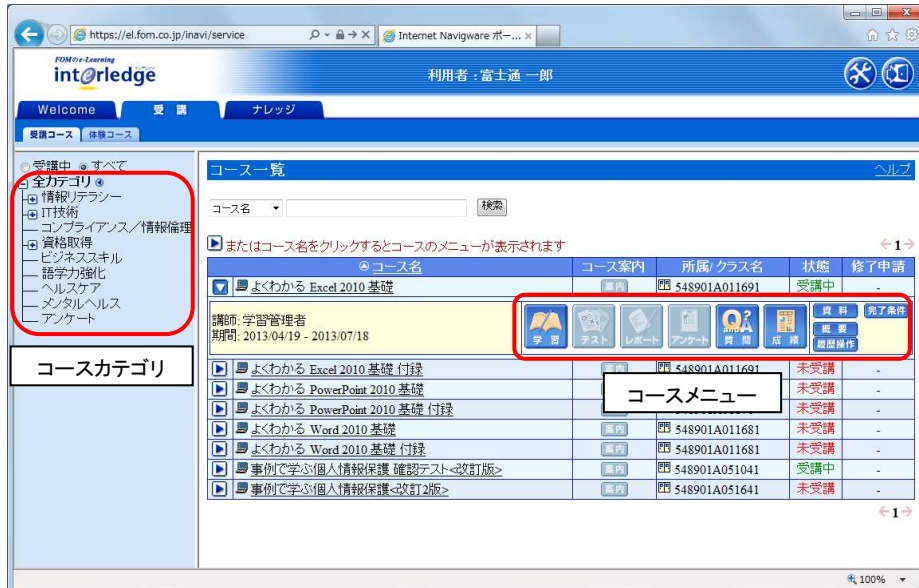 https://el.fom.co.jp/inavi/service
Internet Navigware ポー... ×
FOMのe-Learning
interledge
利用者 : 富士通 一郎
Welcome 受 講 ナレッジ
受講コース 体験コース
受講中 すべて
全カテゴリ
情報リテラシー
IT技術
コンプライアンス／情報倫理
資格取得
ビジネススキル
語学力強化
ヘルスケア
メンタルヘルス
アンケート
コースカテゴリ
コース一覧 ヘルプ
コース名 検索
またはコース名をクリックするとコースのメニューが表示されます
1
コース名 コース案内 所属/クラス名 状態 修了申請
よくわかる Excel 2010 基礎 案内 548901A011691 受講中 -
講師: 学習管理者
期間: 2013/04/19 - 2013/07/18
学 習 テスト レポート アンケート Q&A 質 問 成 績 資 料 完了条件 概 要 履歴操作
よくわかる Excel 2010 基礎 付録 548901A011691 未受講 -
コースメニュー
よくわかる PowerPoint 2010 基礎 未受講 -
よくわかる PowerPoint 2010 基礎 付録 未受講 -
よくわかる Word 2010 基礎 案内 548901A011681 未受講 -
よくわかる Word 2010 基礎 付録 案内 548901A011681 未受講 -
事例で学ぶ個人情報保護 確認テスト<改訂版> 案内 548901A051041 受講中 -
事例で学ぶ個人情報保護<改訂2版> 案内 548901A051641 未受講 -
1
100%